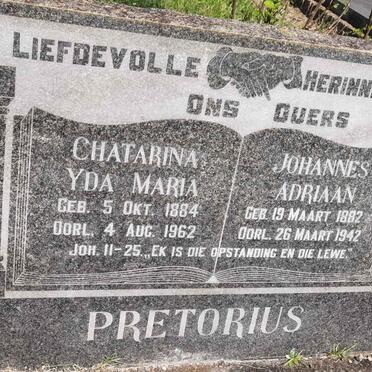 LIEFDEVOLLE HERINN
ONS OUERS
CHATARINA
YDA MARIA
GEB. 5 OKT. 1884
OORL. 4 AUG. 1962
JOHANNES
ADRIAAN
GEB. 19 MAART 1882
OORL. 26 MAART 1942
JOH. 11-25 „EK IS DIE OPSTANDING EN DIE LEWE."
PRETORIUS